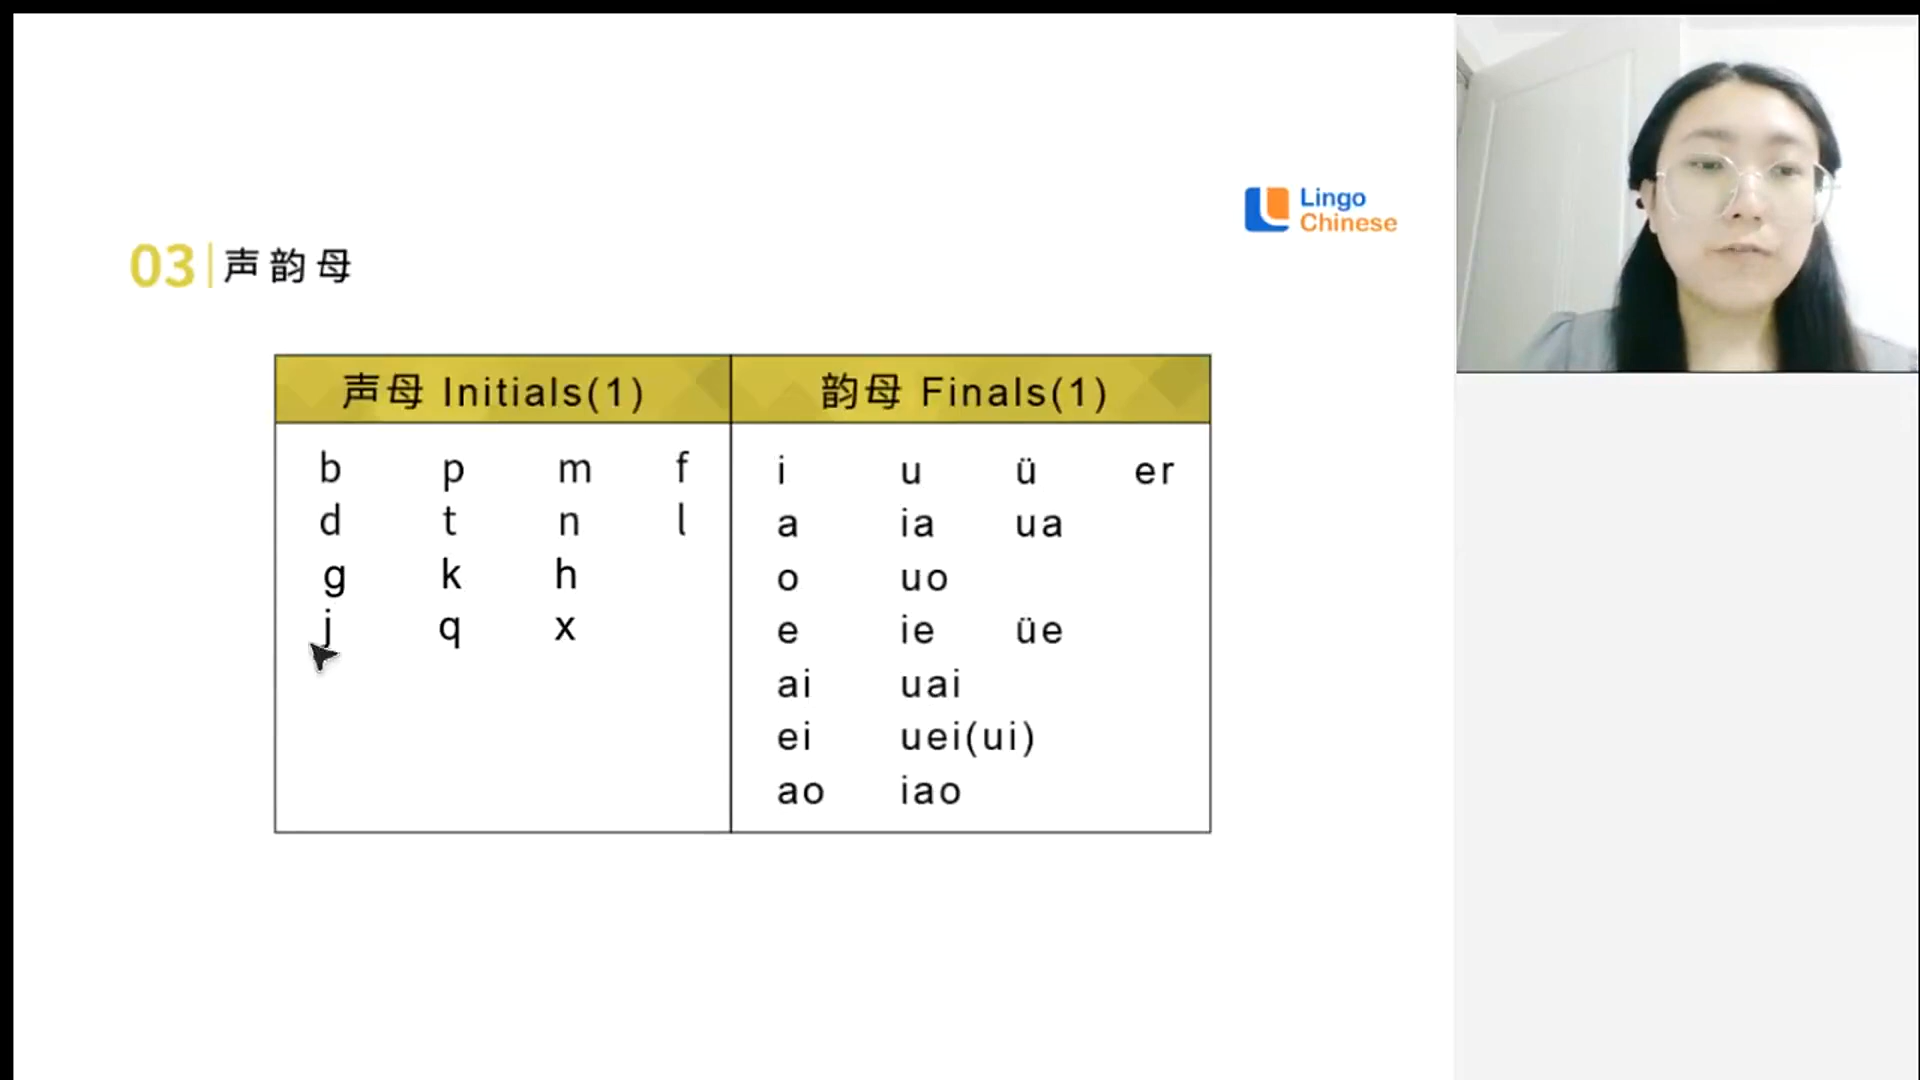 Lingo
Chinese
03 声韵母
声母 Initials(1)
b p m f
d t n l
g k h
j q x
韵母 Finals(1)
i u ü er
a ia ua
o uo
e ie üe
ai uai
ei uei(ui)
ao iao